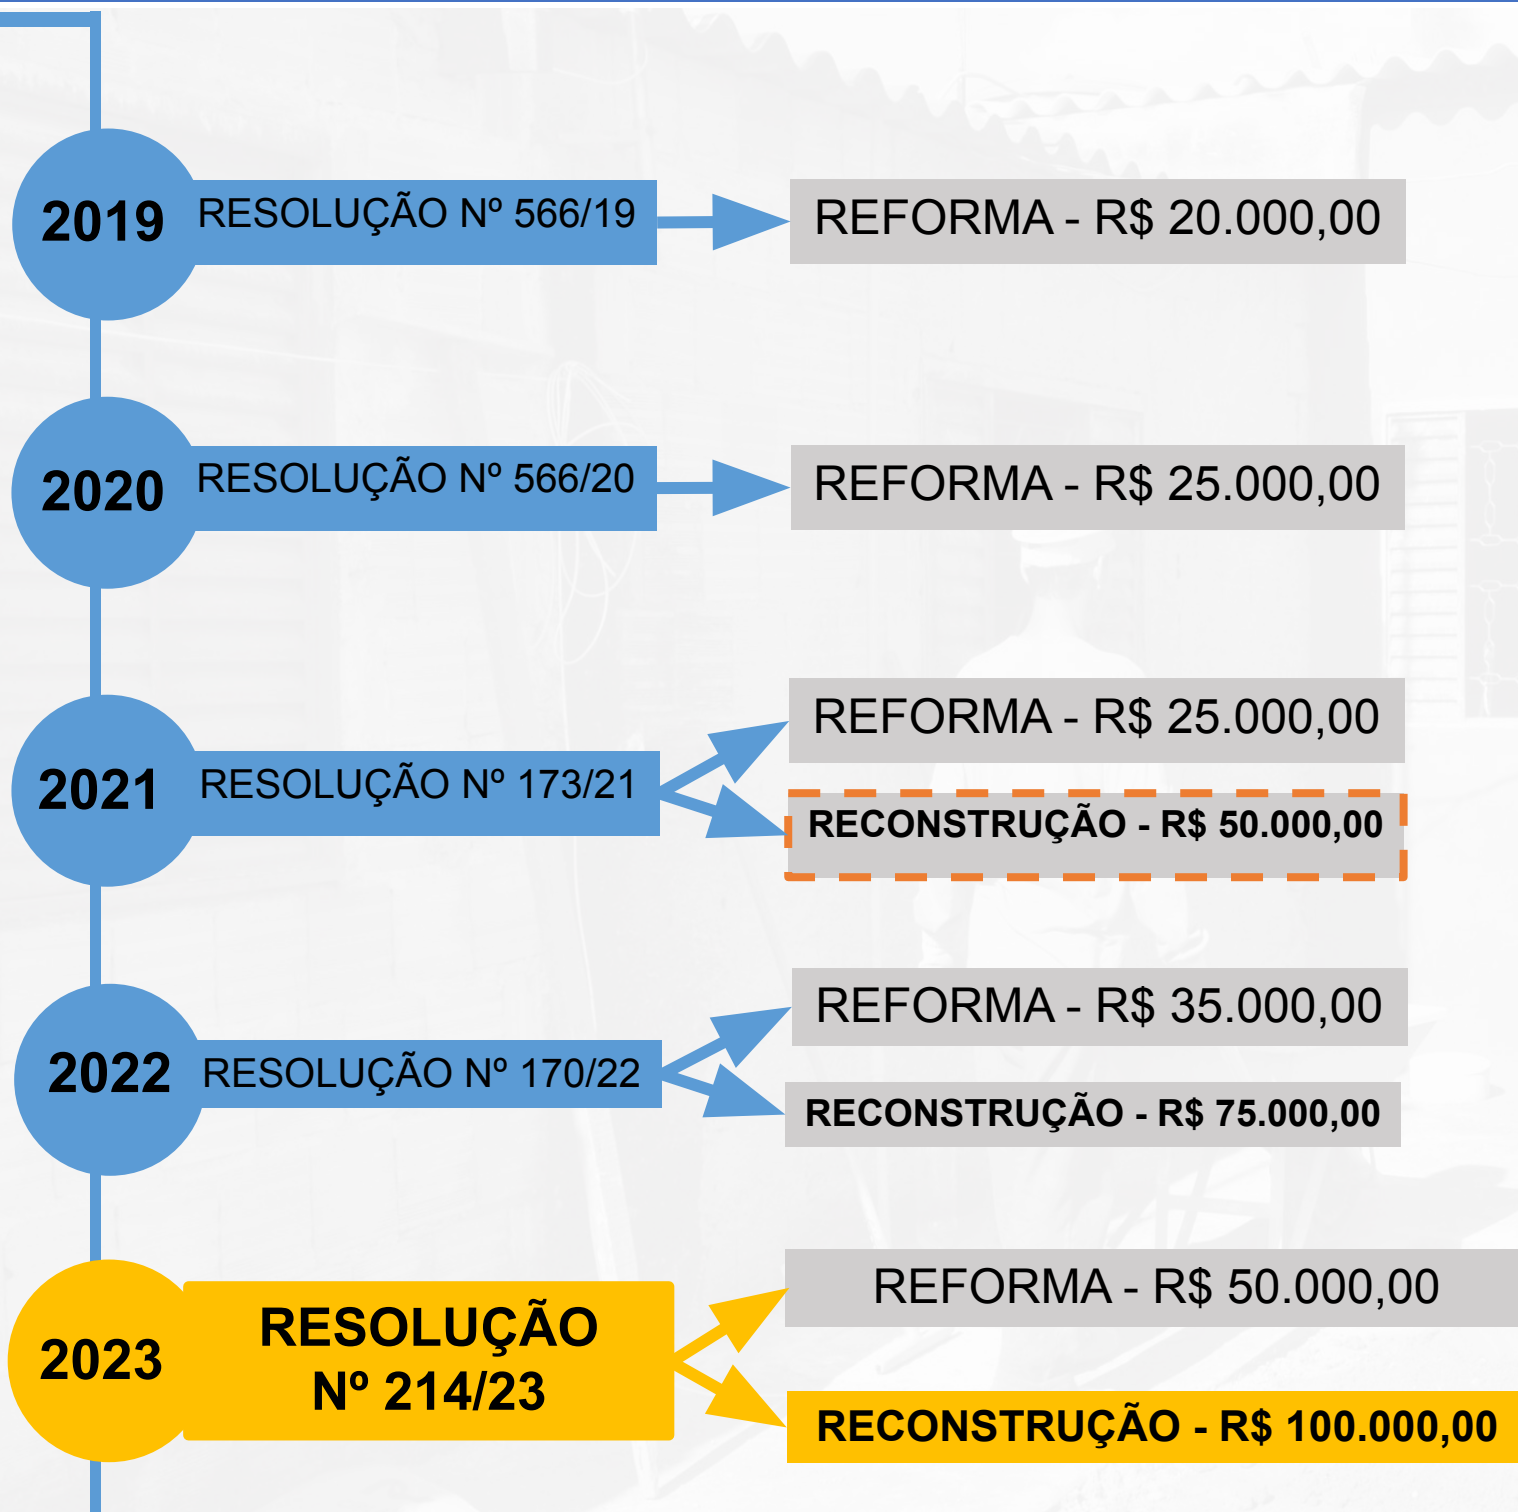 2019
RESOLUÇÃO Nº 566/19
REFORMA - R$ 20.000,00
2020
RESOLUÇÃO Nº 566/20
REFORMA - R$ 25.000,00
2021
RESOLUÇÃO Nº 173/21
REFORMA - R$ 25.000,00
RECONSTRUÇÃO - R$ 50.000,00
2022
RESOLUÇÃO Nº 170/22
REFORMA - R$ 35.000,00
RECONSTRUÇÃO - R$ 75.000,00
2023
RESOLUÇÃO
Nº 214/23
REFORMA - R$ 50.000,00
RECONSTRUÇÃO - R$ 100.000,00